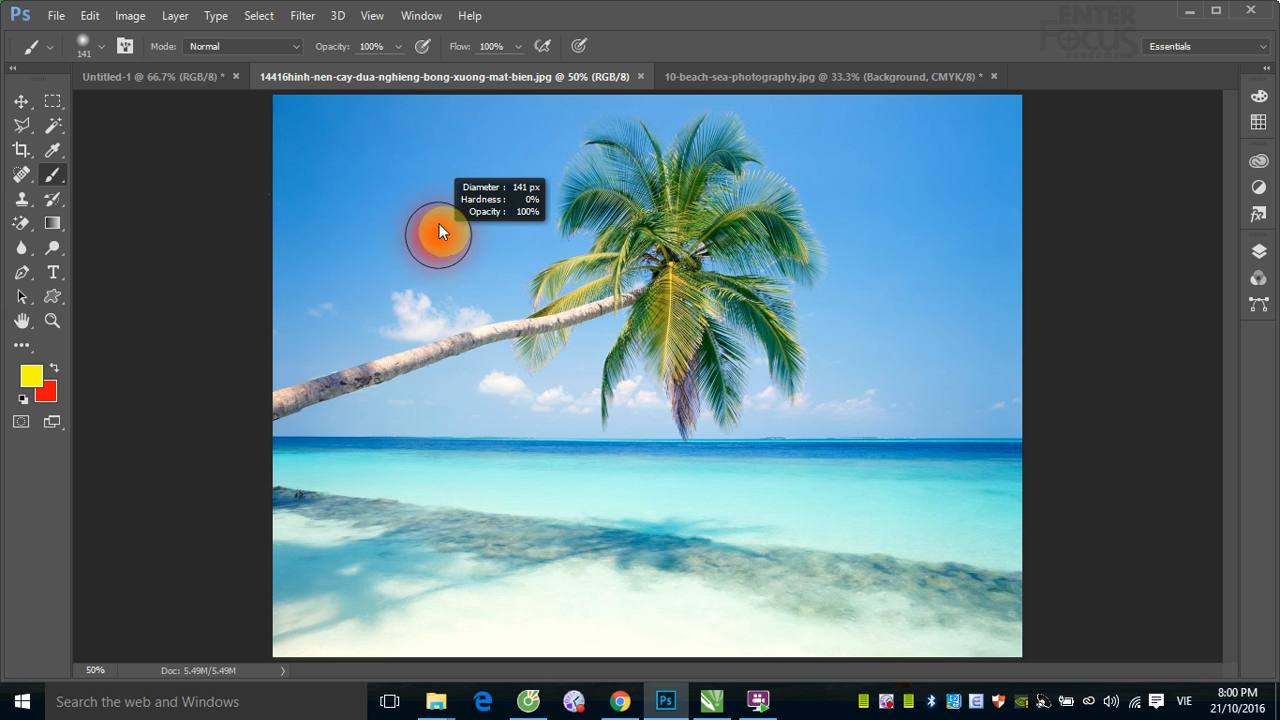 Ps File Edit Image Layer Type Select Filter 3D View Window Help
ENTER
FOCUS
141 Mode: Normal Opacity: 100% Flow: 100% Essentials
Untitled-1 @ 66.7% (RGB/8) * 14416hinh-nen-cay-dua-nghieng-bong-xuong-mat-bien.jpg @ 50% (RGB/8) 10-beach-sea-photography.jpg @ 33.3% (Background, CMYK/8) *
Diameter : 141 px
Hardness : 0%
Opacity : 100%
50% Doc: 5.49M/5.49M
Search the web and Windows
Ps
VIE
8:00 PM
21/10/2016